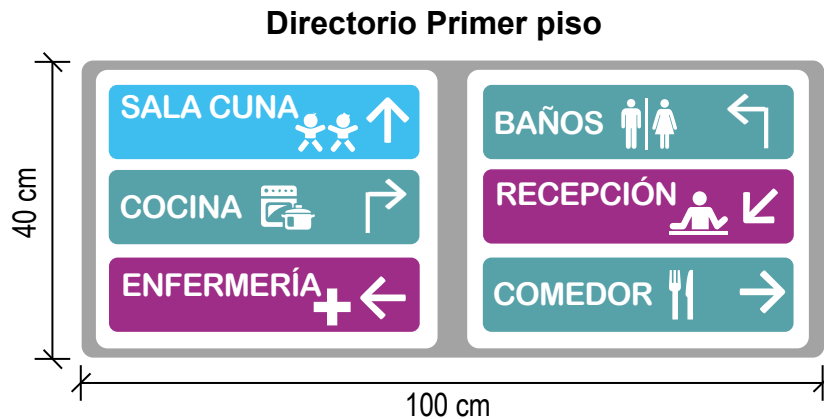 Directorio Primer piso
40 cm
SALA CUNA
COCINA
ENFERMERÍA
BAÑOS
RECEPCIÓN
COMEDOR
100 cm